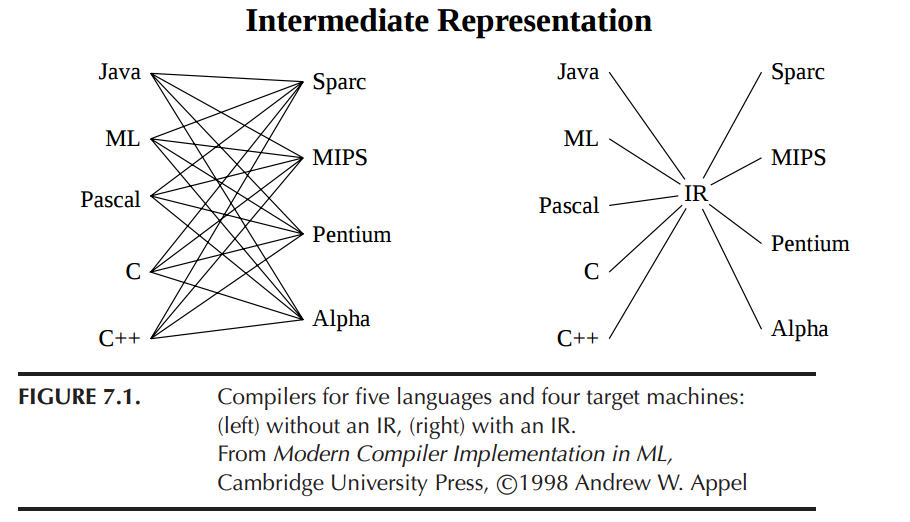 Intermediate Representation
Java
ML
Pascal
C
C++
Sparc
MIPS
Pentium
Alpha
Java
ML
Pascal
C
C++
IR
Sparc
MIPS
Pentium
Alpha
FIGURE 7.1. Compilers for five languages and four target machines:
(left) without an IR, (right) with an IR.
From Modern Compiler Implementation in ML,
Cambridge University Press, ©1998 Andrew W. Appel